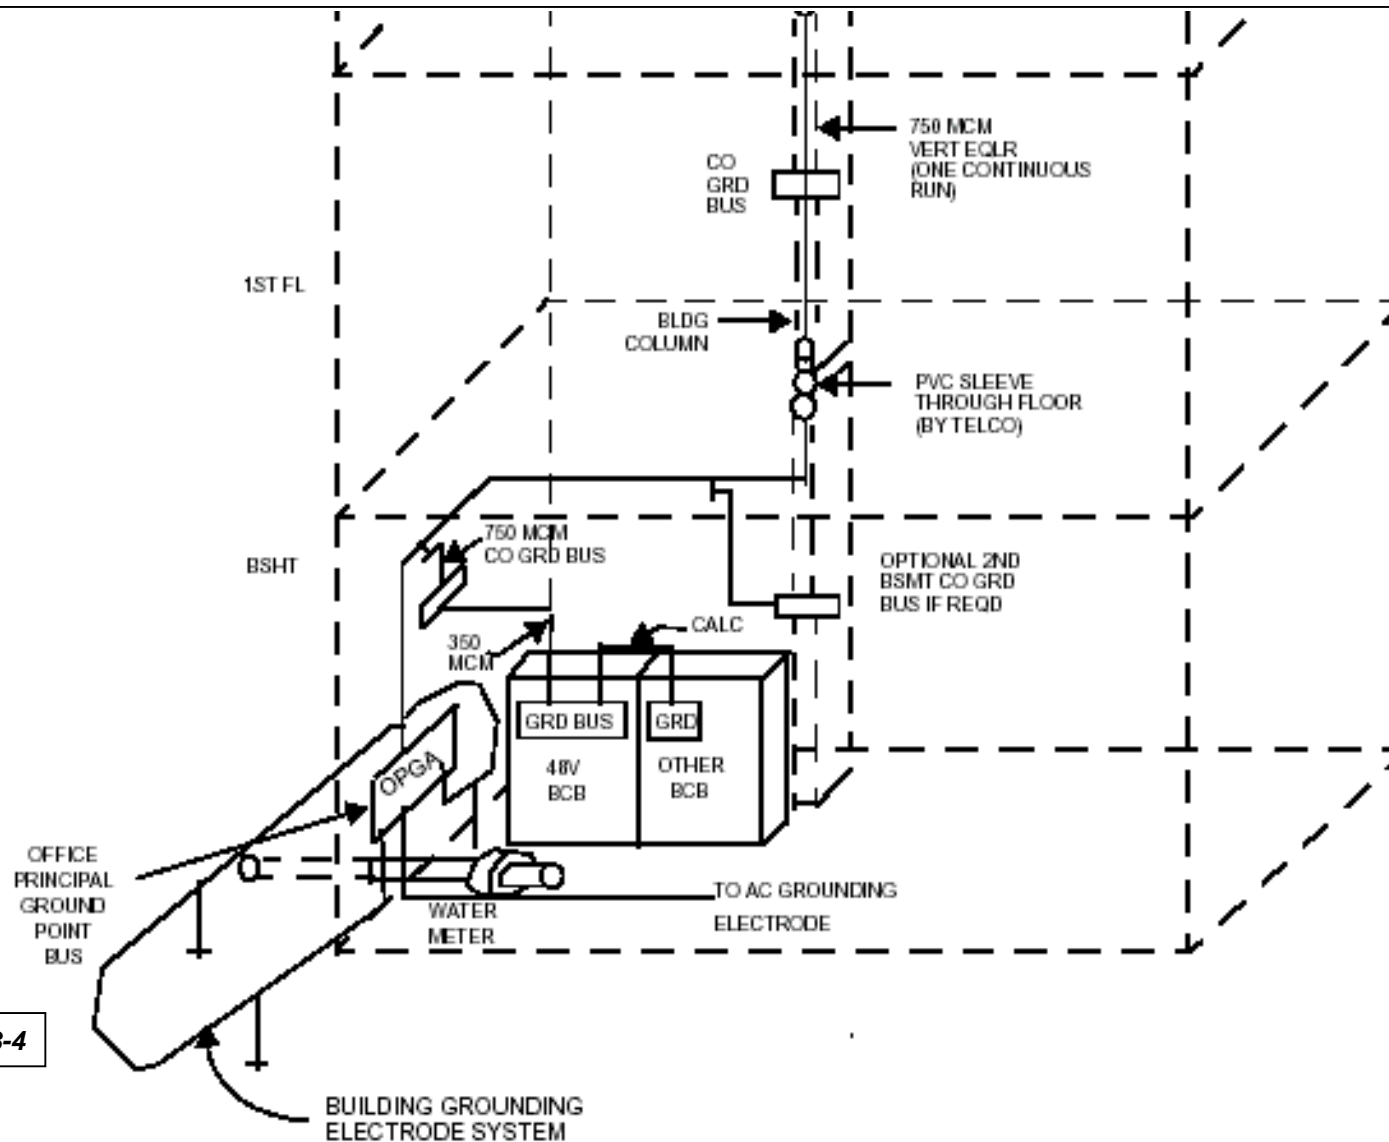 750 MCM
VERT EQLR
(ONE CONTINUOUS
RUN)
CO
GRD
BUS
1ST FL
BLDG
COLUMN
PVC SLEEVE
THROUGH FLOOR
(BY TELCO)
750 MCM
CO GRD BUS
BSHT
OPTIONAL 2ND
BSMT CO GRD
BUS IF REQD
350
MCM
CALC
GRD BUS
GRD
48V
BCB
OTHER
BCB
OPGA
OFFICE
PRINCIPAL
GROUND
POINT
BUS
WATER
METER
TO AC GROUNDING
ELECTRODE
-4
BUILDING GROUNDING
ELECTRODE SYSTEM